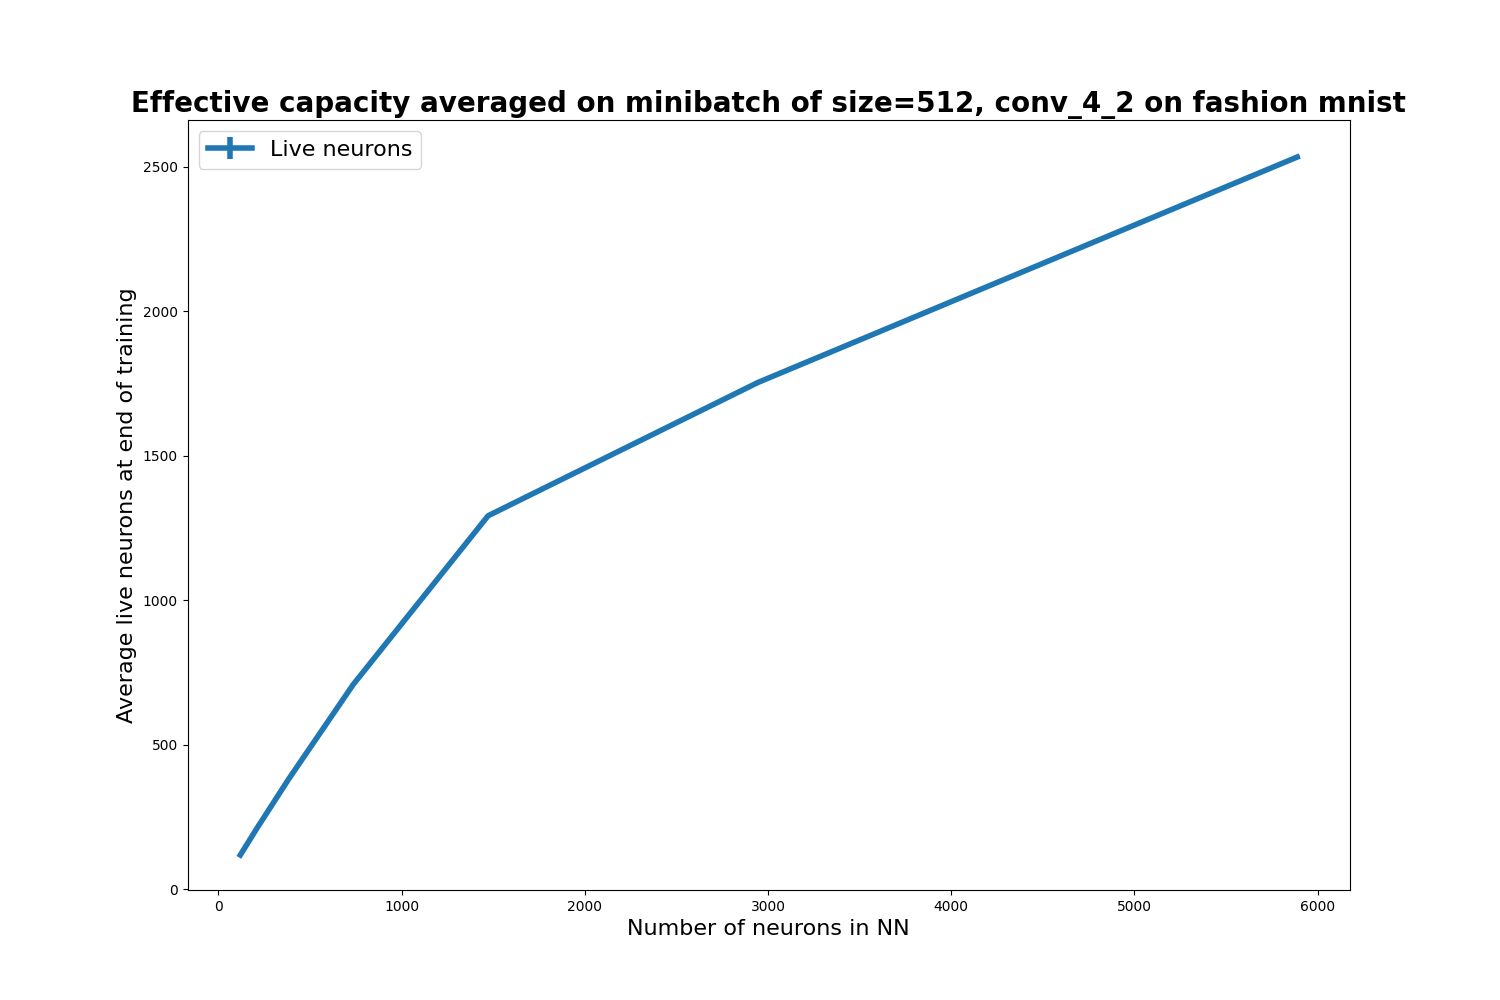 Effective capacity averaged on minibatch of size=512, conv_4_2 on fashion mnist
Live neurons
Average live neurons at end of training
2500
2000
1500
1000
500
0
0 1000 2000 3000 4000 5000 6000
Number of neurons in NN